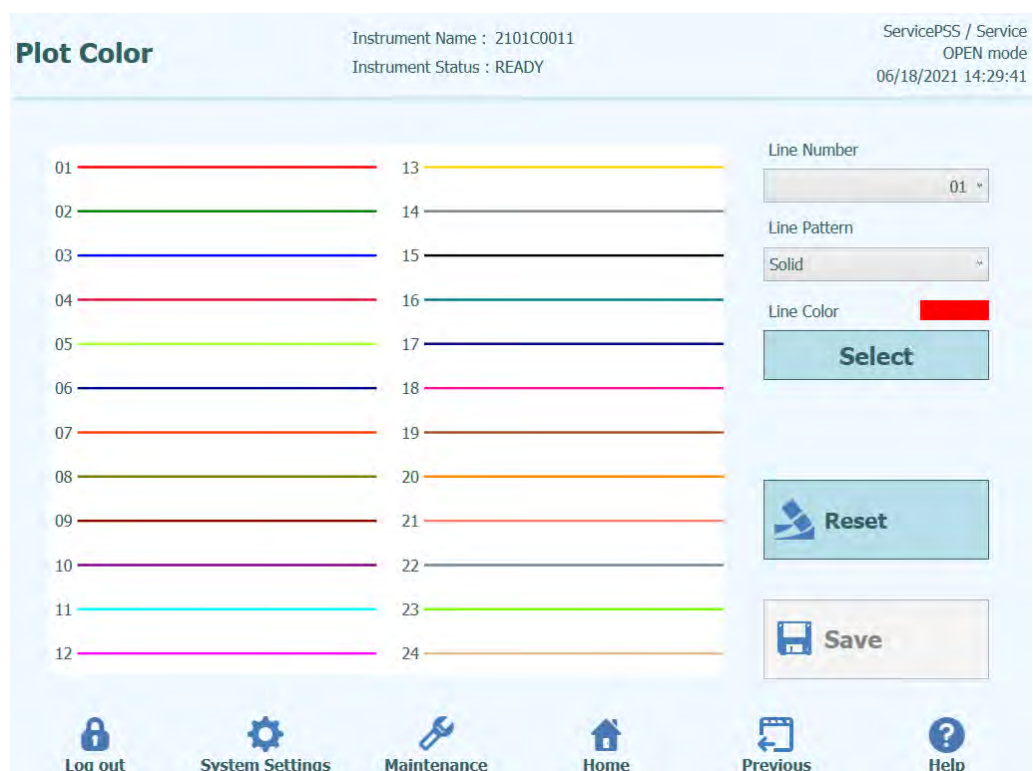 Plot Color
Instrument Name : 2101C0011
Instrument Status : READY
ServicePSS / Service
OPEN mode
06/18/2021 14:29:41
01
02
03
04
05
06
07
08
09
10
11
12
13
14
15
16
17
18
19
20
21
22
23
24
Line Number
01
Line Pattern
Solid
Line Color
Select
Reset
Save
Log out
System Settings
Maintenance
Home
Previous
Help